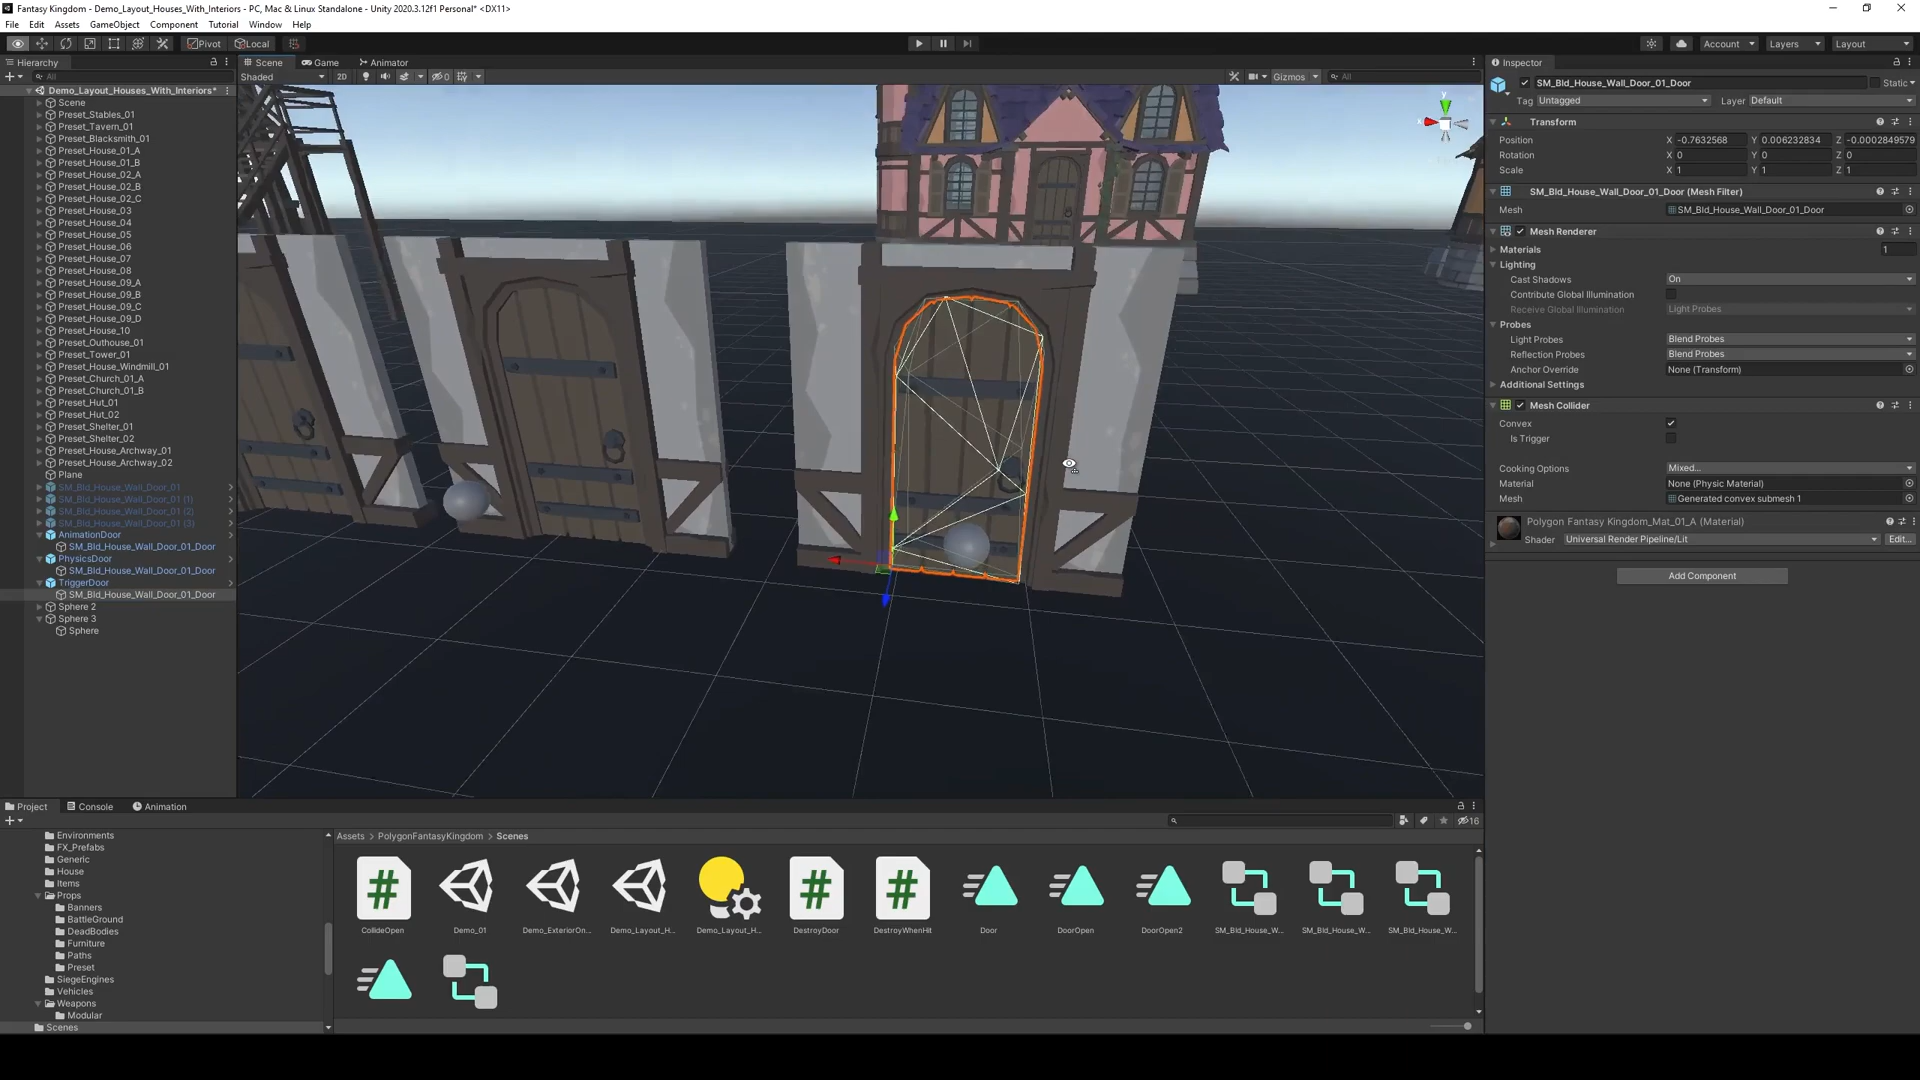 Fantasy Kingdom - Demo_Layout_Houses_With_Interiors - PC, Mac & Linux Standalone - Unity 2020.3.12f1 Personal* <DX11>
File Edit Assets GameObject Component Tutorial Window Help
Pivot Local Account Layers Layout
Hierarchy Scene Game Animator Inspector
All Shaded 2D 0 Gizmos All
SM_Bld_House_Wall_Door_01_Door Static
Tag Untagged Layer Default
Demo_Layout_Houses_With_Interiors*
Scene
Preset_Stables_01
Preset_Tavern_01
Preset_Blacksmith_01
Preset_House_01_A
Preset_House_01_B
Preset_House_02_A
Preset_House_02_B
Preset_House_02_C
Preset_House_03
Preset_House_04
Preset_House_05
Preset_House_06
Preset_House_07
Preset_House_08
Preset_House_09_A
Preset_House_09_B
Preset_House_09_C
Preset_House_09_D
Preset_House_10
Preset_Outhouse_01
Preset_Tower_01
Preset_House_Windmill_01
Preset_Church_01_A
Preset_Church_01_B
Preset_Hut_01
Preset_Hut_02
Preset_Shelter_01
Preset_Shelter_02
Preset_House_Archway_01
Preset_House_Archway_02
Plane
SM_Bld_House_Wall_Door_01
SM_Bld_House_Wall_Door_01 (1)
SM_Bld_House_Wall_Door_01 (2)
SM_Bld_House_Wall_Door_01 (3)
AnimationDoor
SM_Bld_House_Wall_Door_01_Door
PhysicsDoor
SM_Bld_House_Wall_Door_01_Door
TriggerDoor
SM_Bld_House_Wall_Door_01_Door
Sphere 2
Sphere 3
Sphere
y
x
Transform
Position X -0.7632568 Y 0.006232834 Z -0.0002849579
Rotation X 0 Y 0 Z 0
Scale X 1 Y 1 Z 1
SM_Bld_House_Wall_Door_01_Door (Mesh Filter)
Mesh SM_Bld_House_Wall_Door_01_Door
Mesh Renderer
Materials 1
Lighting
Cast Shadows On
Contribute Global Illumination
Receive Global Illumination Light Probes
Probes
Light Probes Blend Probes
Reflection Probes Blend Probes
Anchor Override None (Transform)
Additional Settings
Mesh Collider
Convex
Is Trigger
Cooking Options Mixed...
Material None (Physic Material)
Mesh Generated convex submesh 1
Polygon Fantasy Kingdom_Mat_01_A (Material)
Shader Universal Render Pipeline/Lit Edit...
Add Component
Project Console Animation
16
Environments
FX_Prefabs
Generic
House
Items
Props
Banners
BattleGround
DeadBodies
Furniture
Paths
Preset
SiegeEngines
Vehicles
Weapons
Modular
Scenes
Assets > PolygonFantasyKingdom > Scenes
# # #
CollideOpen Demo_01 Demo_ExteriorOn... Demo_Layout_H... Demo_Layout_H... DestroyDoor DestroyWhenHit Door DoorOpen DoorOpen2 SM_Bld_House_W... SM_Bld_House_W... SM_Bld_House_W...